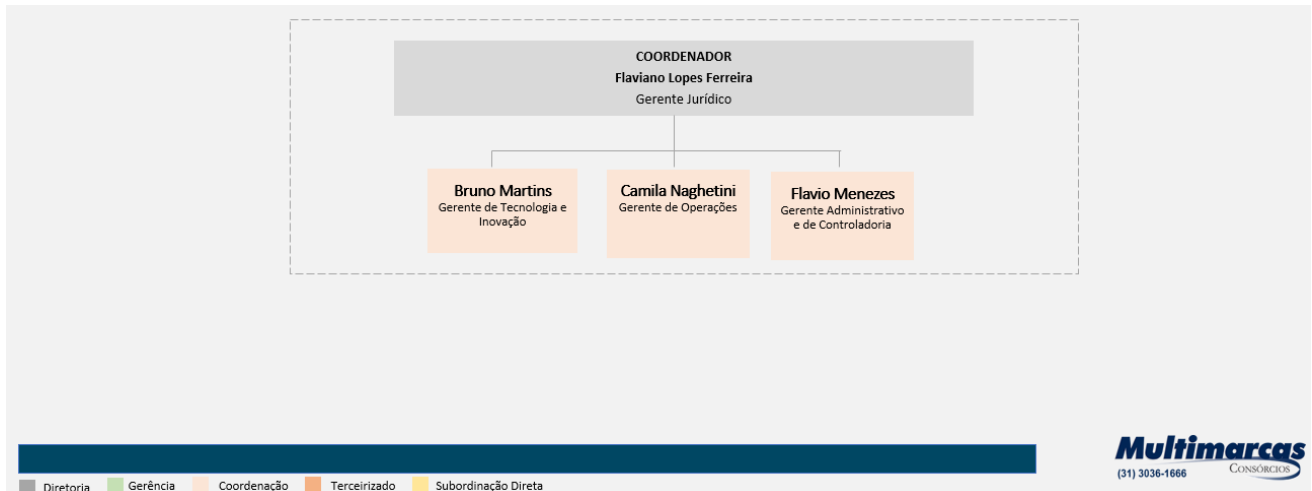 COORDENADOR
Flaviano Lopes Ferreira
Gerente Jurídico
Bruno Martins
Gerente de Tecnologia e
Inovação
Camila Naghetini
Gerente de Operações
Flavio Menezes
Gerente Administrativo
e de Controladoria
Multimarcas
CONSÓRCIOS
(31) 3036-1666
Diretoria Gerência Coordenação Terceirizado Subordinação Direta